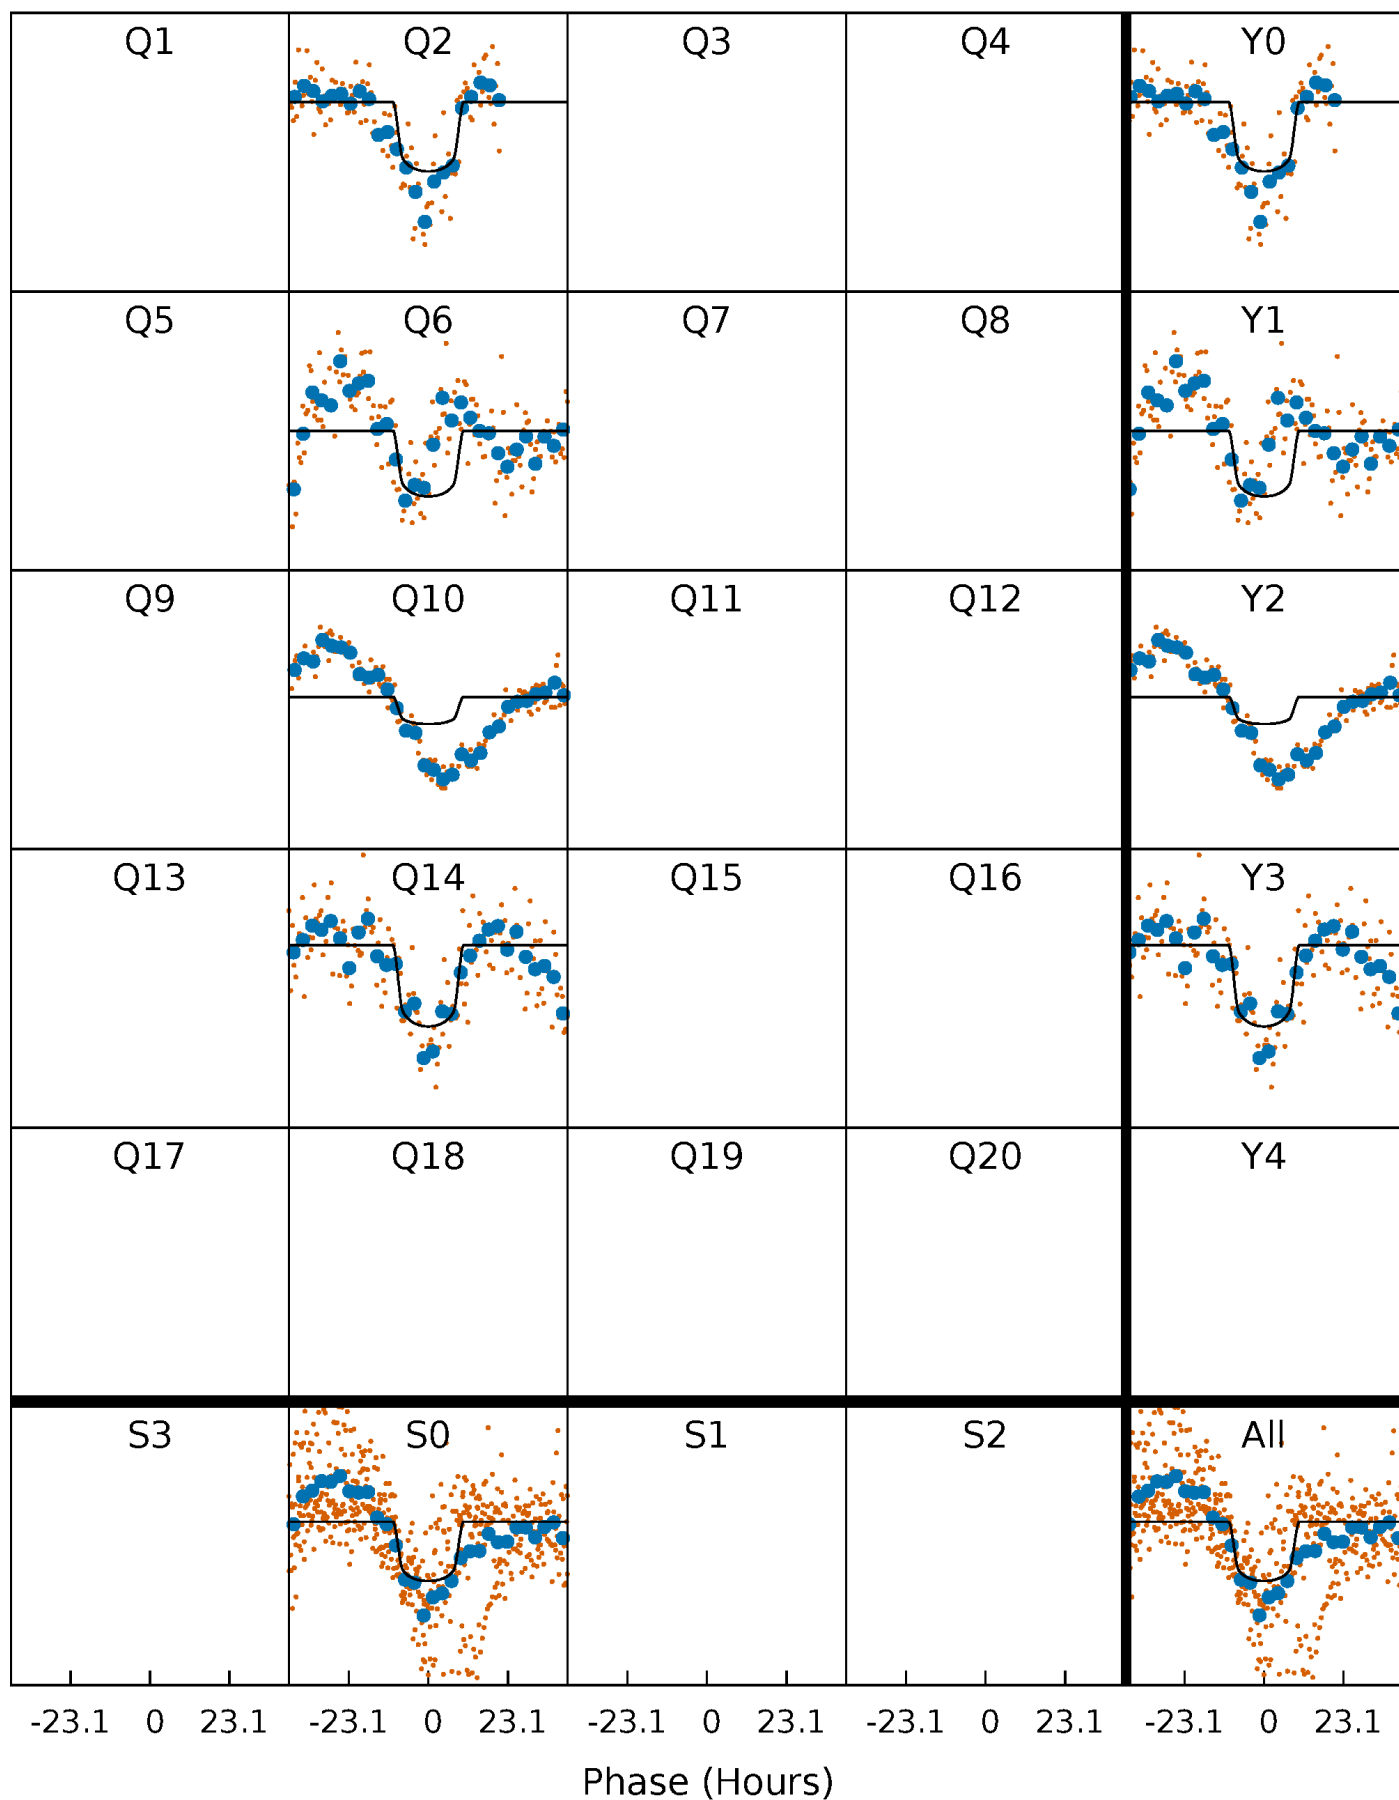 Q1 Q2 Q3 Q4 Y0
Q5 Q6 Q7 Q8 Y1
Q9 Q10 Q11 Q12 Y2
Q13 Q14 Q15 Q16 Y3
Q17 Q18 Q19 Q20 Y4
S3 S0 S1 S2 All
-23.1 0 23.1 -23.1 0 23.1 -23.1 0 23.1 -23.1 0 23.1 -23.1 0 23.1
Phase (Hours)